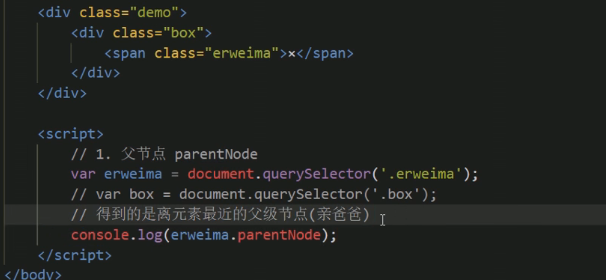 <div class="demo">
<div class="box">
<span class="erweima">×</span>
</div>
</div>
<script>
// 1. 父节点 parentNode
var erweima = document.querySelector('.erweima');
// var box = document.querySelector('.box');
// 得到的是离元素最近的父级节点(亲爸爸)
console.log(erweima.parentNode);
</script>
</body>